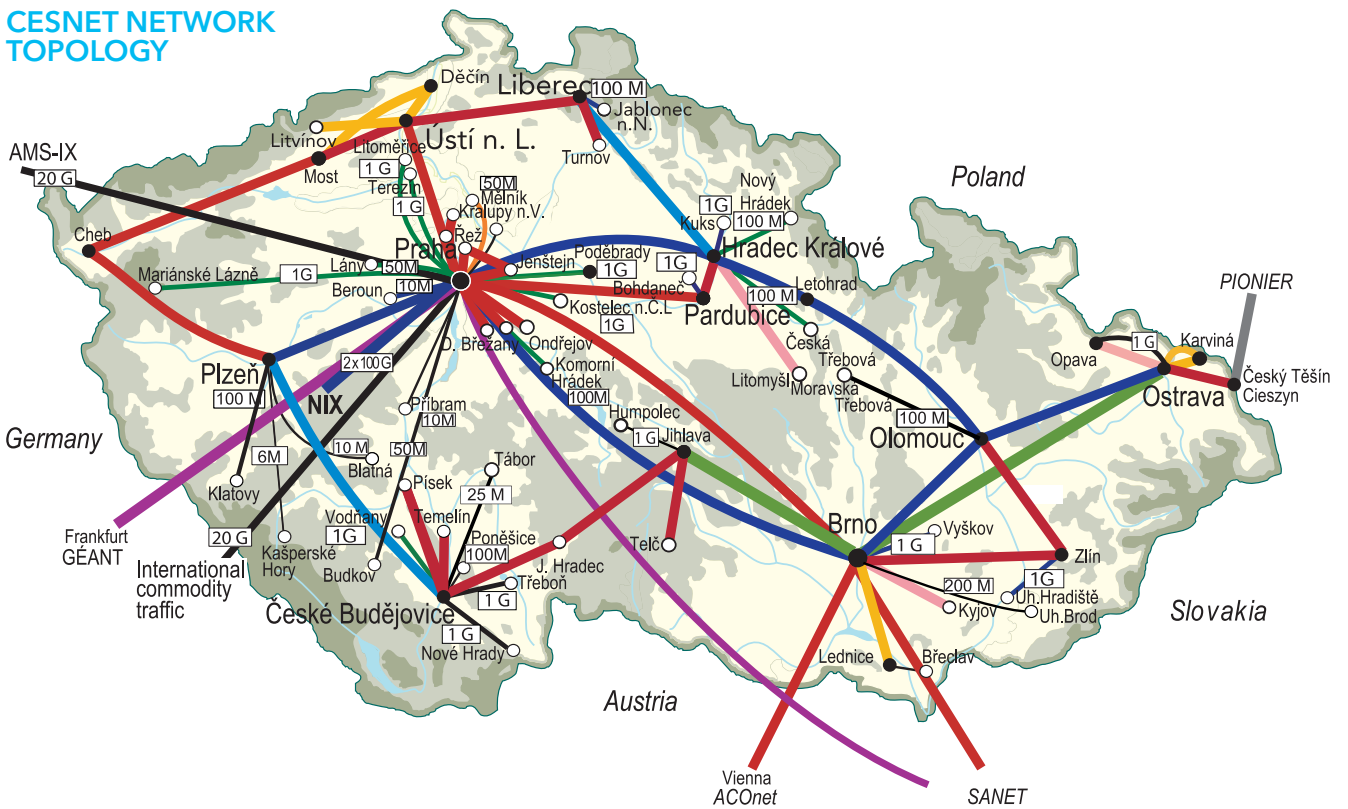 CESNET NETWORK
TOPOLOGY
Děčín
Liberec
100 M
Jablonec
n.N.
Litvínov
Ústí n. L.
Turnov
Litoměřice
Most
1 G
Terezín
1 G
AMS-IX
20 G
50M
Mělník
Kralupy n.V.
Řež
Praha
Nový
Hrádek
1G
Kuks
100 M
Hradec Králové
Poland
Cheb
Mariánské Lázně
1G
Lány
50M
Beroun
10M
Jenštejn
Poděbrady
1G
1G
Bohdaneč
Kostelec n.Č.L
1G
Pardubice
100 M
Letohrad
Česká
Třebová
PIONIER
D. Břežany
Ondřejov
Komorní
Hrádek
100M
Litomyšl
Moravská
Třebová
Opava
1 G
Karviná
Český Těšín
Cieszyn
Ostrava
2x100G
Plzeň
100 M
NIX
Příbram
10M
Humpolec
1 G
Jihlava
100 M
Olomouc
Germany
6M
10 M
Blatná
50M
Klatovy
Písek
Tábor
25 M
Frankfurt
GÉANT
20 G
Kašperské
Hory
Vodňany
1G
Temelín
Poněšice
100M
Budkov
Telč
J. Hradec
Brno
Vyškov
1 G
Zlín
International
commodity
traffic
České Budějovice
Třeboň
1 G
1 G
Nové Hrady
200 M
1G
Uh.Hradiště
Kyjov
Uh.Brod
Slovakia
Lednice
Břeclav
Austria
Vienna
ACOnet
SANET